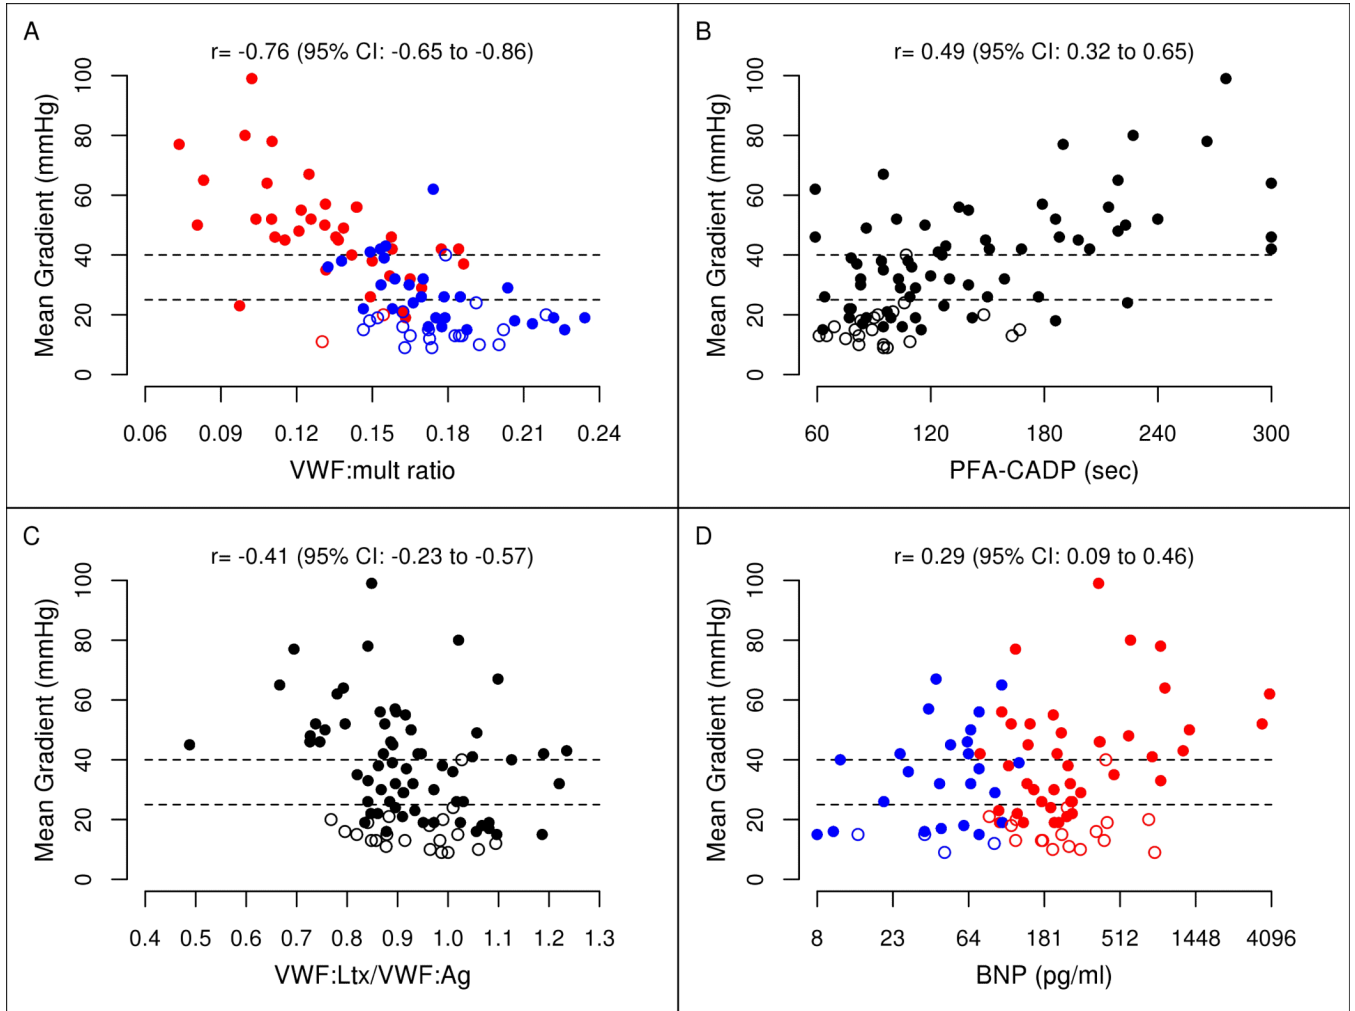 A
r= -0.76 (95% CI: -0.65 to -0.86)
Mean Gradient (mmHg)
0 20 40 60 80 100
0.06 0.09 0.12 0.15 0.18 0.21 0.24
VWF:mult ratio
B
r= 0.49 (95% CI: 0.32 to 0.65)
Mean Gradient (mmHg)
0 20 40 60 80 100
60 120 180 240 300
PFA-CADP (sec)
C
r= -0.41 (95% CI: -0.23 to -0.57)
Mean Gradient (mmHg)
0 20 40 60 80 100
0.4 0.5 0.6 0.7 0.8 0.9 1.0 1.1 1.2 1.3
VWF:Ltx/VWF:Ag
D
r= 0.29 (95% CI: 0.09 to 0.46)
Mean Gradient (mmHg)
0 20 40 60 80 100
8 23 64 181 512 1448 4096
BNP (pg/ml)